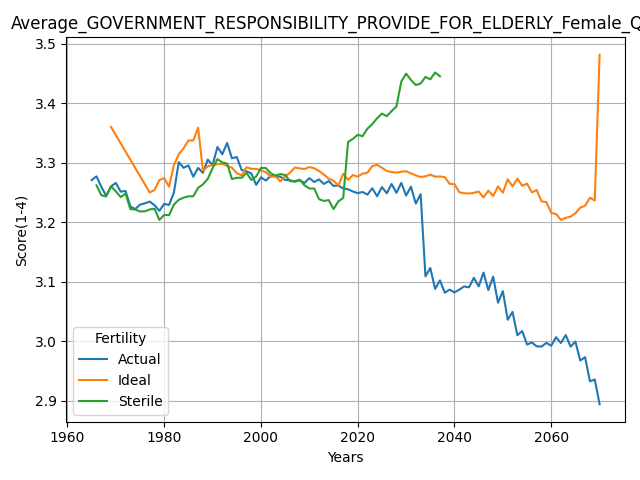 Average_GOVERNMENT_RESPONSIBILITY_PROVIDE_FOR_ELDERLY_Female_Q
3.5
3.4
3.3
3.2
3.1
3.0
2.9
Score(1-4)
Fertility
Actual
Ideal
Sterile
1960 1980 2000 2020 2040 2060
Years